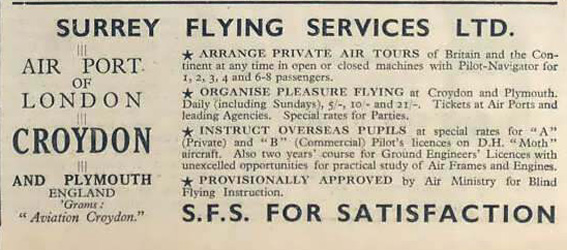 SURREY FLYING SERVICES LTD.
AIR PORT
OF
LONDON
CROYDON
AND PLYMOUTH
ENGLAND
'Grams:
"Aviation Croydon."
★ ARRANGE PRIVATE AIR TOURS of Britain and the Con-
tinent at any time in open or closed machines with Pilot-Navigator for
1, 2, 3, 4 and 6-8 passengers.
★ ORGANISE PLEASURE FLYING at Croydon and Plymouth.
Daily (including Sundays), 5/-, 10/- and 21/-. Tickets at Air Ports and
leading Agencies. Special rates for Parties.
★ INSTRUCT OVERSEAS PUPILS at special rates for "A"
(Private) and "B" (Commercial) Pilot's licences on D.H. "Moth"
aircraft. Also two years' course for Ground Engineers' Licences with
unexcelled opportunities for practical study of Air Frames and Engines.
★ PROVISIONALLY APPROVED by Air Ministry for Blind
Flying Instruction.
S.F.S. FOR SATISFACTION